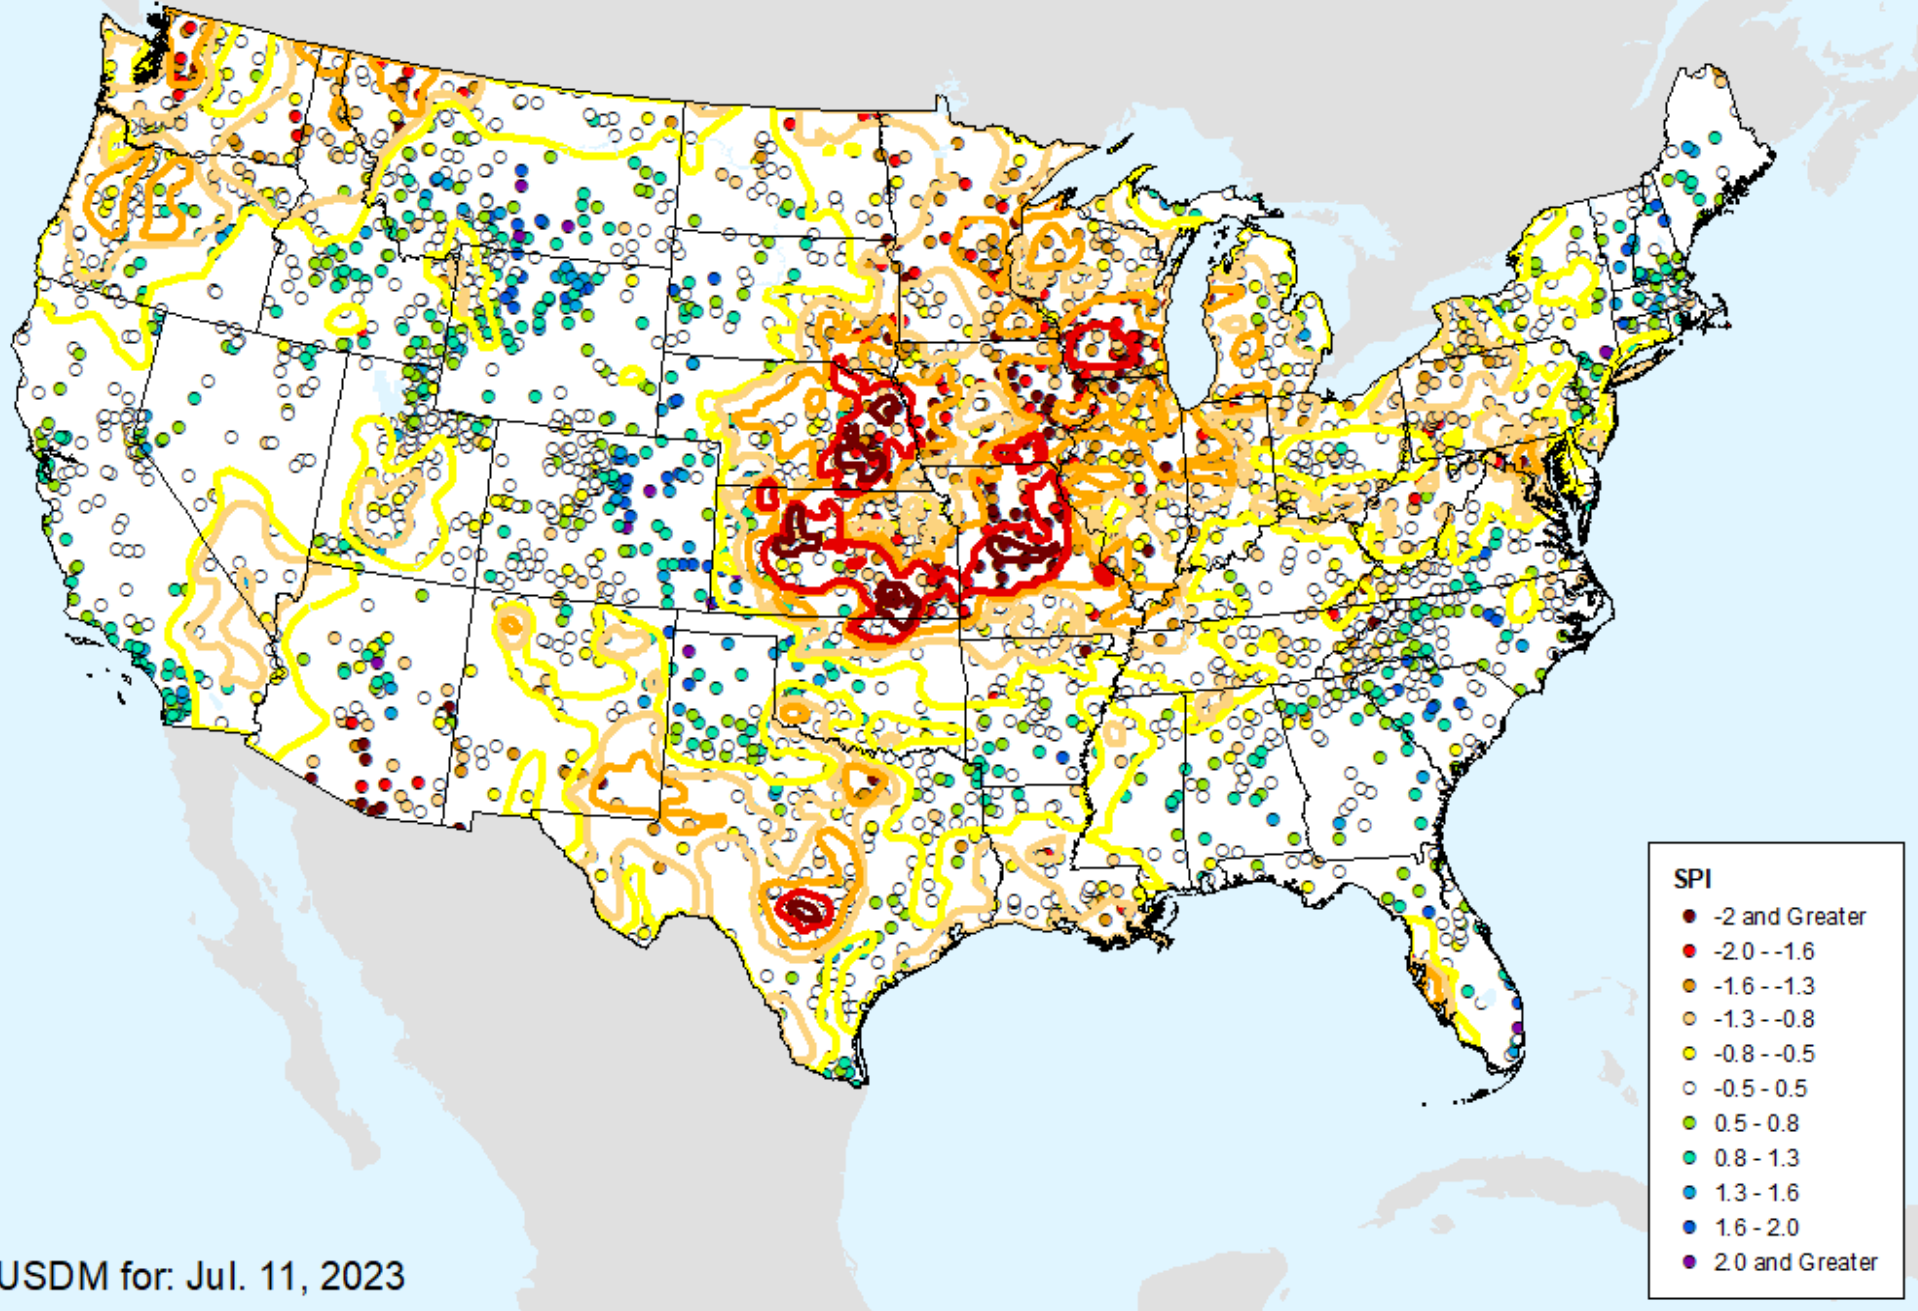 SPI
-2 and Greater
-2.0 - -1.6
-1.6 - -1.3
-1.3 - -0.8
-0.8 - -0.5
-0.5 - 0.5
0.5 - 0.8
0.8 - 1.3
1.3 - 1.6
1.6 - 2.0
2.0 and Greater
USDM for: Jul. 11, 2023